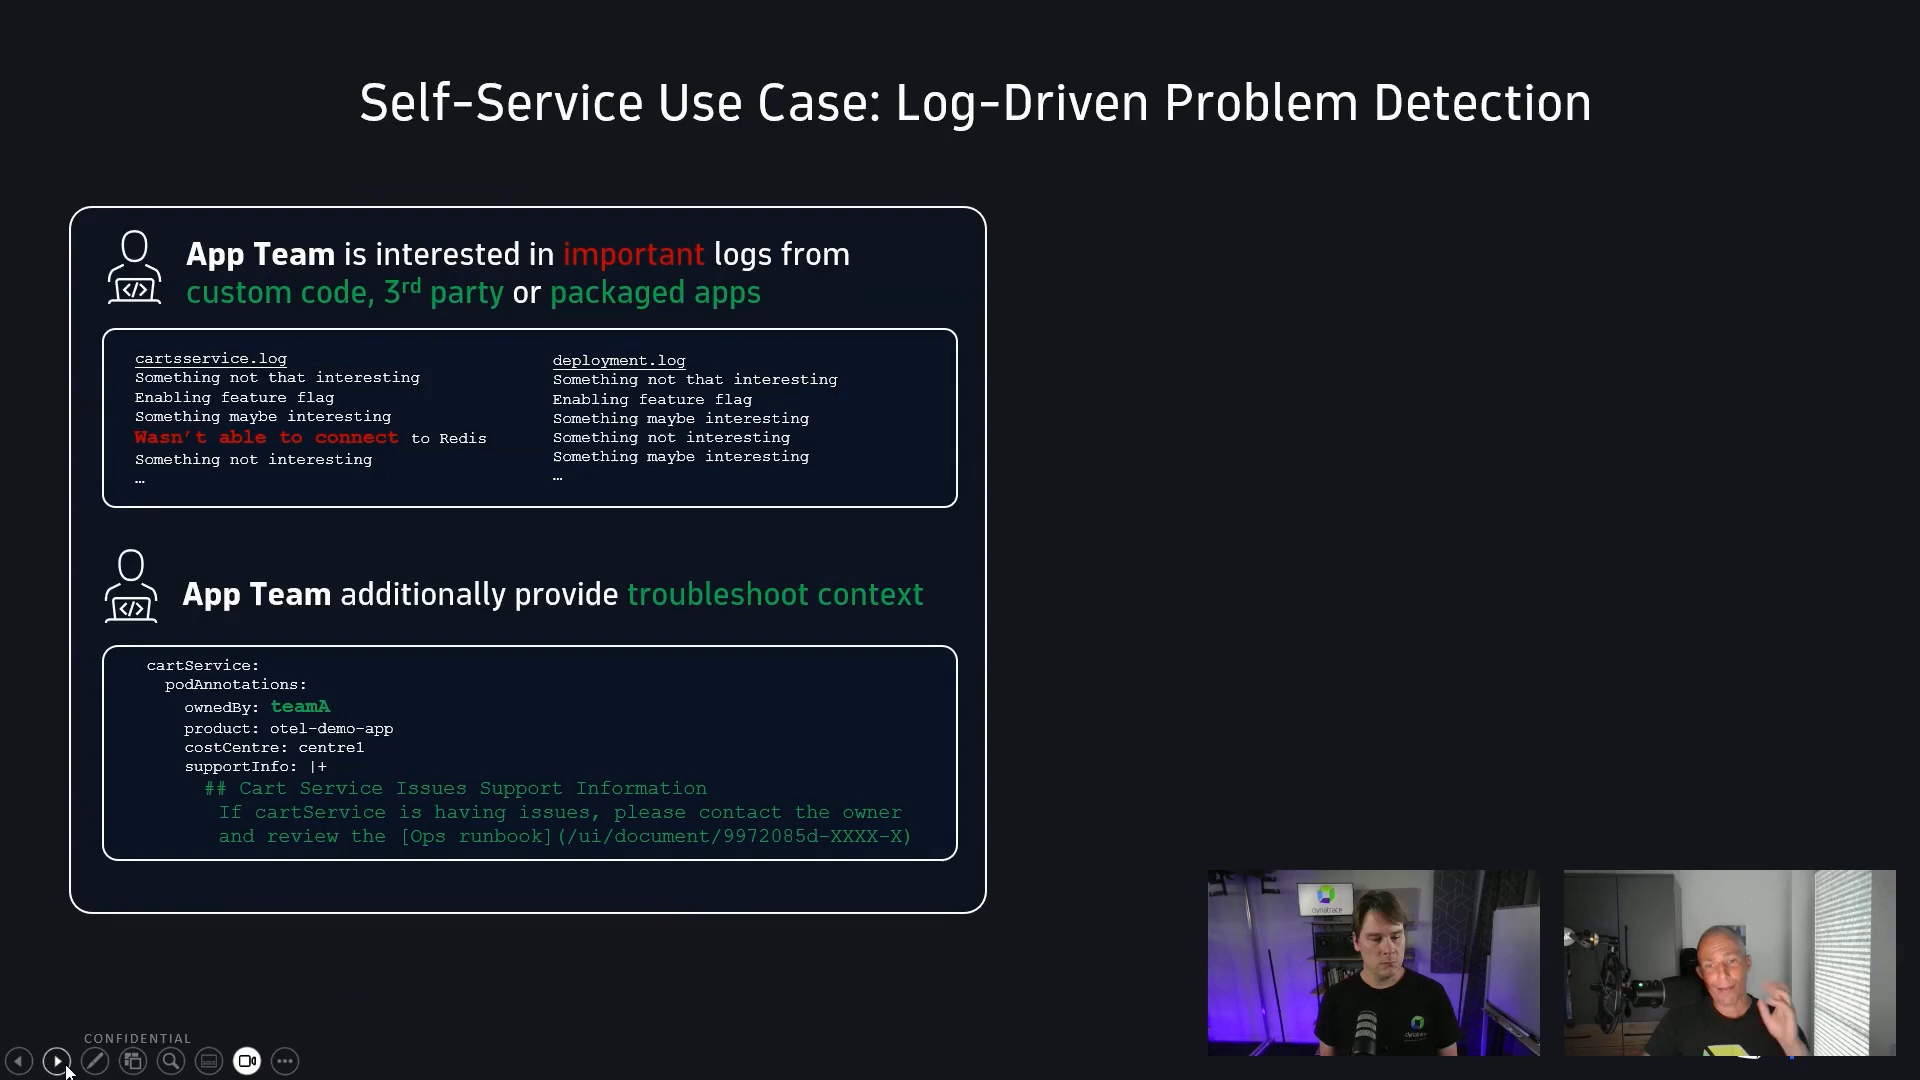 Self-Service Use Case: Log-Driven Problem Detection
App Team is interested in important logs from
custom code, 3rd party or packaged apps
cartsservice.log
Something not that interesting
Enabling feature flag
Something maybe interesting
Wasn't able to connect to Redis
Something not interesting
…
deployment.log
Something not that interesting
Enabling feature flag
Something maybe interesting
Something not interesting
Something maybe interesting
…
App Team additionally provide troubleshoot context
cartService:
podAnnotations:
ownedBy: teamA
product: otel-demo-app
costCentre: centre1
supportInfo: |+
## Cart Service Issues Support Information
If cartService is having issues, please contact the owner
and review the [Ops runbook](/ui/document/9972085d-XXXX-X)
dynatrace
dynatrace
CONFIDENTIAL